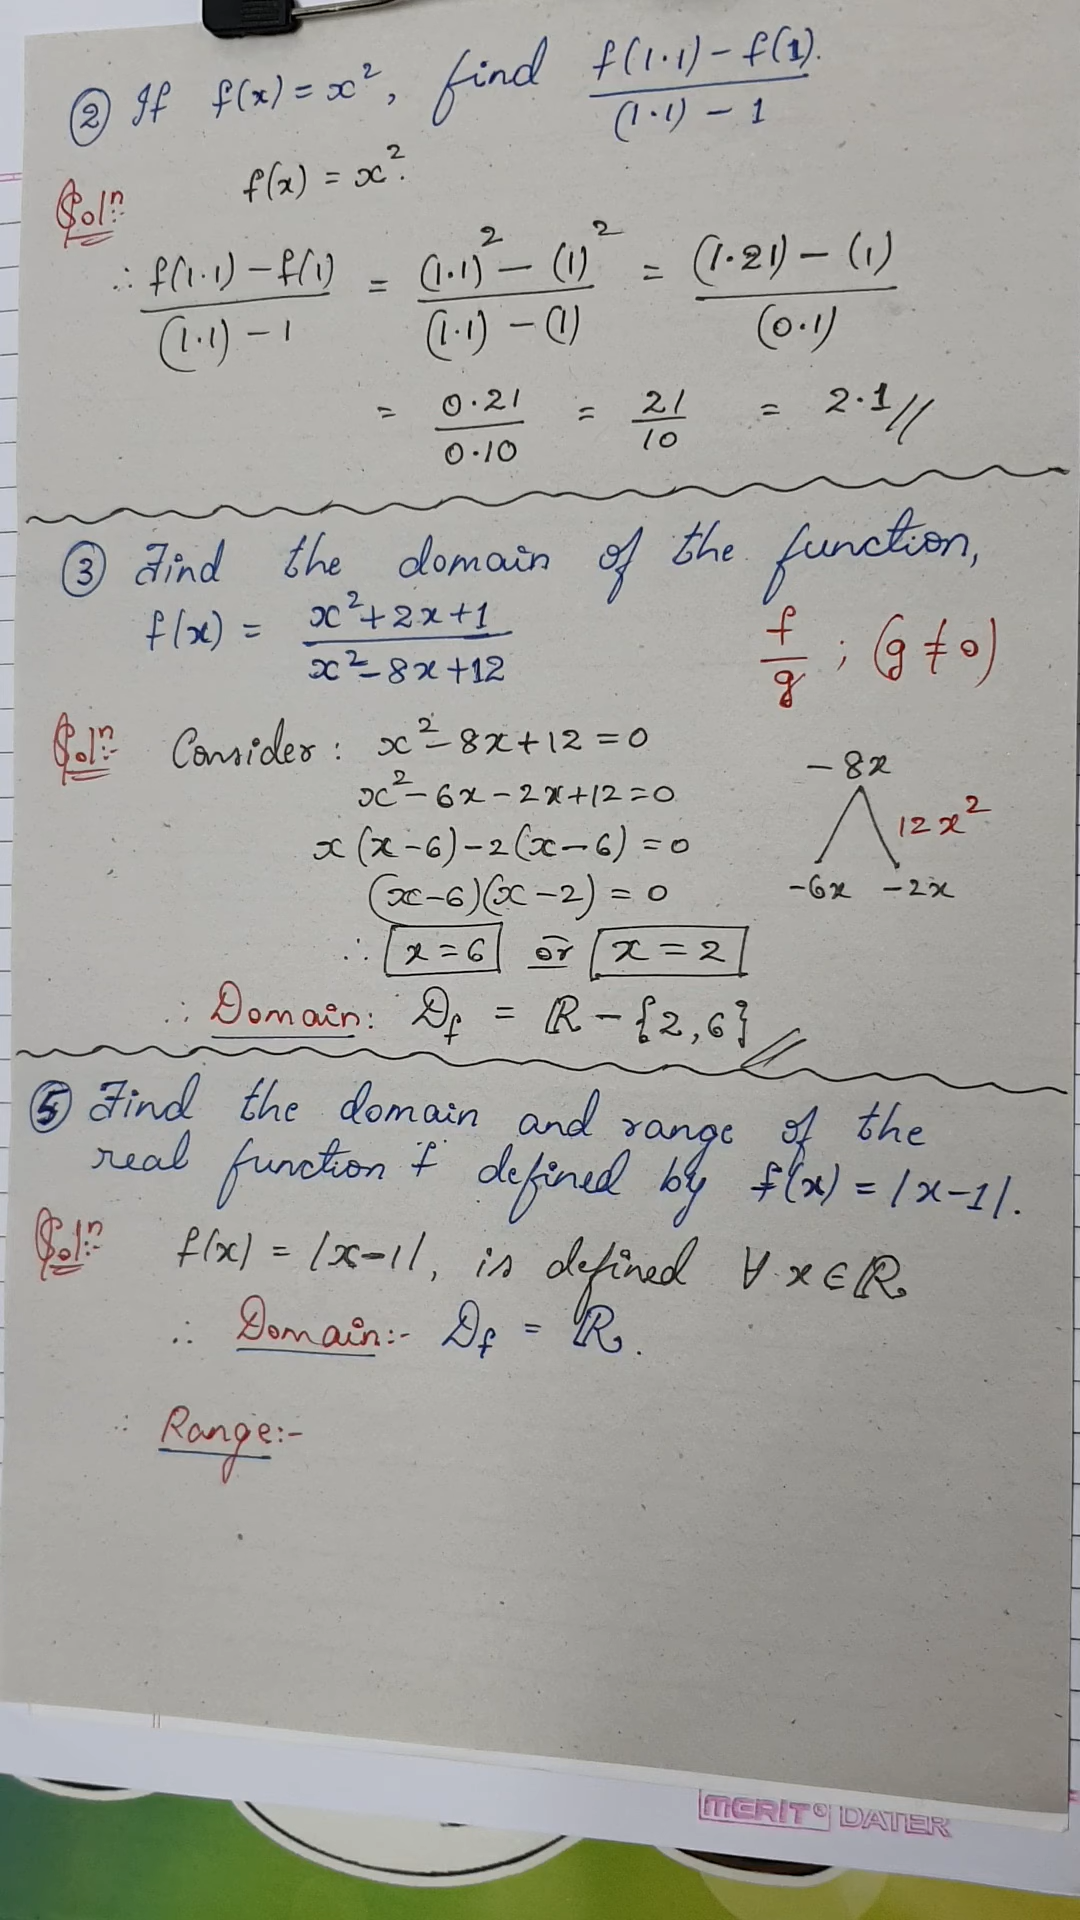 ② If f(x) = x², find f(1·1) – f(1). / (1·1) – 1
Solⁿ:- f(x) = x².
∴ f(1·1) – f(1) / (1·1) – 1 = (1·1)² – (1)² / (1·1) – (1) = (1·21) – (1) / (0·1)
= 0·21 / 0·10 = 21 / 10 = 2·1 //
③ Find the domain of the function,
f(x) = x² + 2x + 1 / x² – 8x + 12    f / g ; (g ≠ 0)
Solⁿ:- Consider: x² – 8x + 12 = 0
– 8x
x² – 6x – 2x + 12 = 0
12x²
x (x – 6) – 2 (x – 6) = 0
–6x –2x
(x – 6)(x – 2) = 0
∴ x = 6 or x = 2
∴ Domain: Df = ℝ – {2, 6} //
⑤ Find the domain and range of the
real function f defined by f(x) = |x – 1|.
Solⁿ:- f(x) = |x – 1|, is defined ∀ x ∈ ℝ
∴ Domain:- Df = ℝ.
∴ Range:-
MERIT DATER